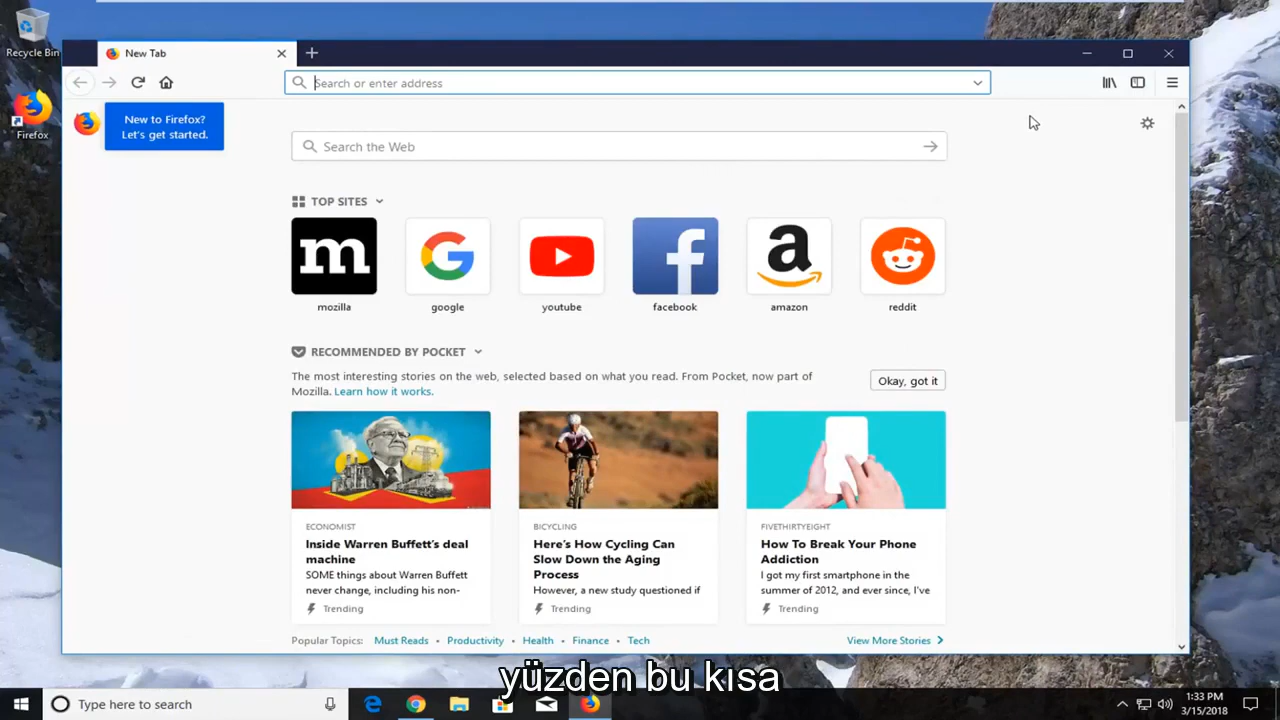 Recycle Bin
Firefox
New Tab
Search or enter address
New to Firefox?
Let's get started.
Search the Web
TOP SITES
m
mozilla
google
youtube
f
facebook
a
amazon
reddit
RECOMMENDED BY POCKET
The most interesting stories on the web, selected based on what you read. From Pocket, now part of
Mozilla. Learn how it works.
Okay, got it
ECONOMIST
Inside Warren Buffett's deal
machine
SOME things about Warren Buffett
never change, including his non-
Trending
BICYCLING
Here's How Cycling Can
Slow Down the Aging
Process
However, a new study questioned if
Trending
FIVETHIRTYEIGHT
How To Break Your Phone
Addiction
I got my first smartphone in the
summer of 2012, and ever since, I've
Trending
Popular Topics: Must Reads • Productivity • Health • Finance • Tech
View More Stories
yüzden bu kısa
Type here to search
1:33 PM
3/15/2018